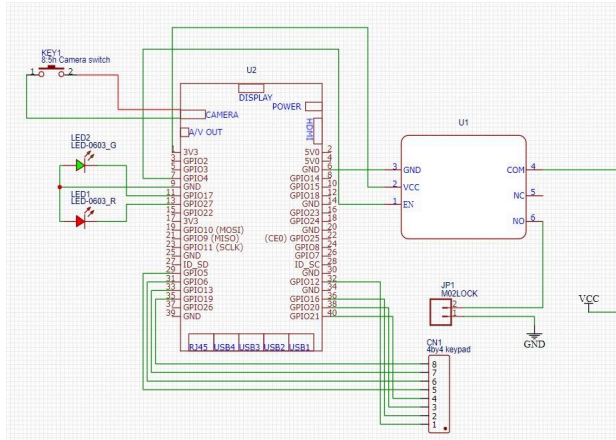 KEY1
8.5n Camera switch
1
2
U2
DISPLAY
POWER
CAMERA
HDMI
A/V OUT
LED2
LED-0603_G
LED1
LED-0603_R
1 3V3 5V0 2
3 GPIO2 5V0 4
5 GPIO3 GND 6
7 GPIO4 GPIO14 8
9 GND GPIO15 10
11 GPIO17 GPIO18 12
13 GPIO27 GND 14
15 GPIO22 GPIO23 16
17 3V3 GPIO24 18
19 GPIO10 (MOSI) GND 20
21 GPIO9 (MISO) (CE0) GPIO25 22
23 GPIO11 (SCLK) GPIO8 24
25 GND GPIO7 26
27 ID_SD ID_SC 28
29 GPIO5 GND 30
31 GPIO6 GPIO12 32
33 GPIO13 GND 34
35 GPIO19 GPIO16 36
37 GPIO26 GPIO20 38
39 GND GPIO21 40
RJ45 USB4 USB3 USB2 USB1
U1
3 GND COM 4
2 VCC NC 5
1 EN NO 6
JP1
M02LOCK
2
1
GND
VCC
CN1
4by4 keypad
8
7
6
5
4
3
2
1